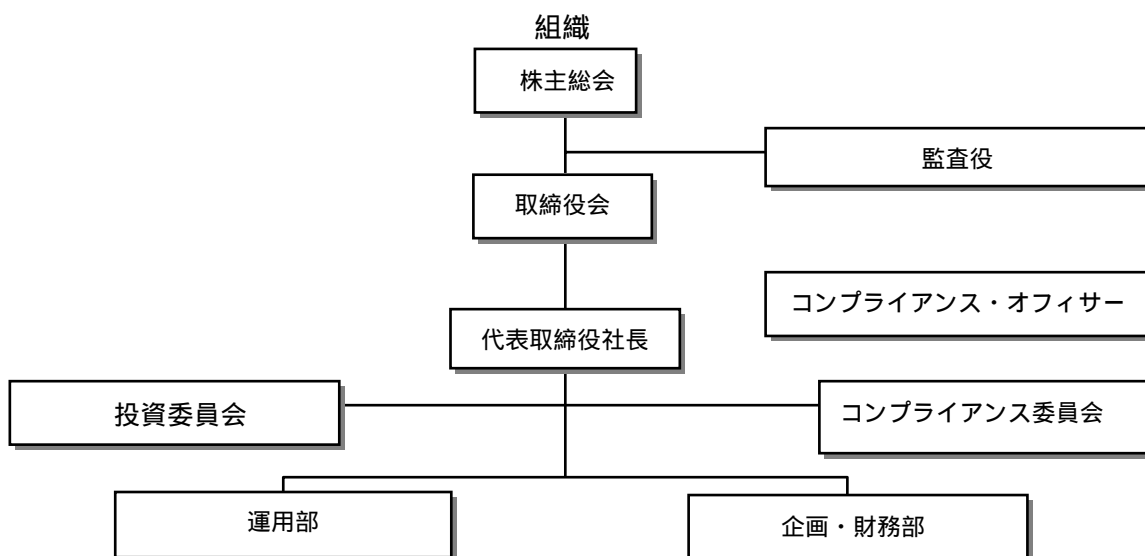 組織
株主総会
監査役
取締役会
コンプライアンス・オフィサー
代表取締役社長
投資委員会
コンプライアンス委員会
運用部
企画・財務部